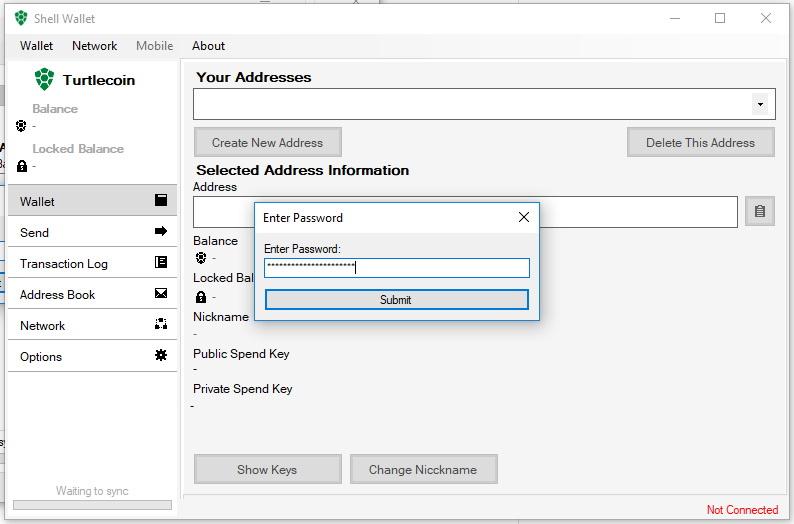 Shell Wallet
Wallet Network Mobile About
Turtlecoin
Balance
-
Locked Balance
-
Wallet
Send
Transaction Log
Address Book
Network
Options
Waiting to sync
Your Addresses
Create New Address Delete This Address
Selected Address Information
Address
Balance
-
Locked Bal
-
Nickname
-
Public Spend Key
-
Private Spend Key
-
Show Keys Change Nicckname
Not Connected
Enter Password
Enter Password:
**********************
Submit